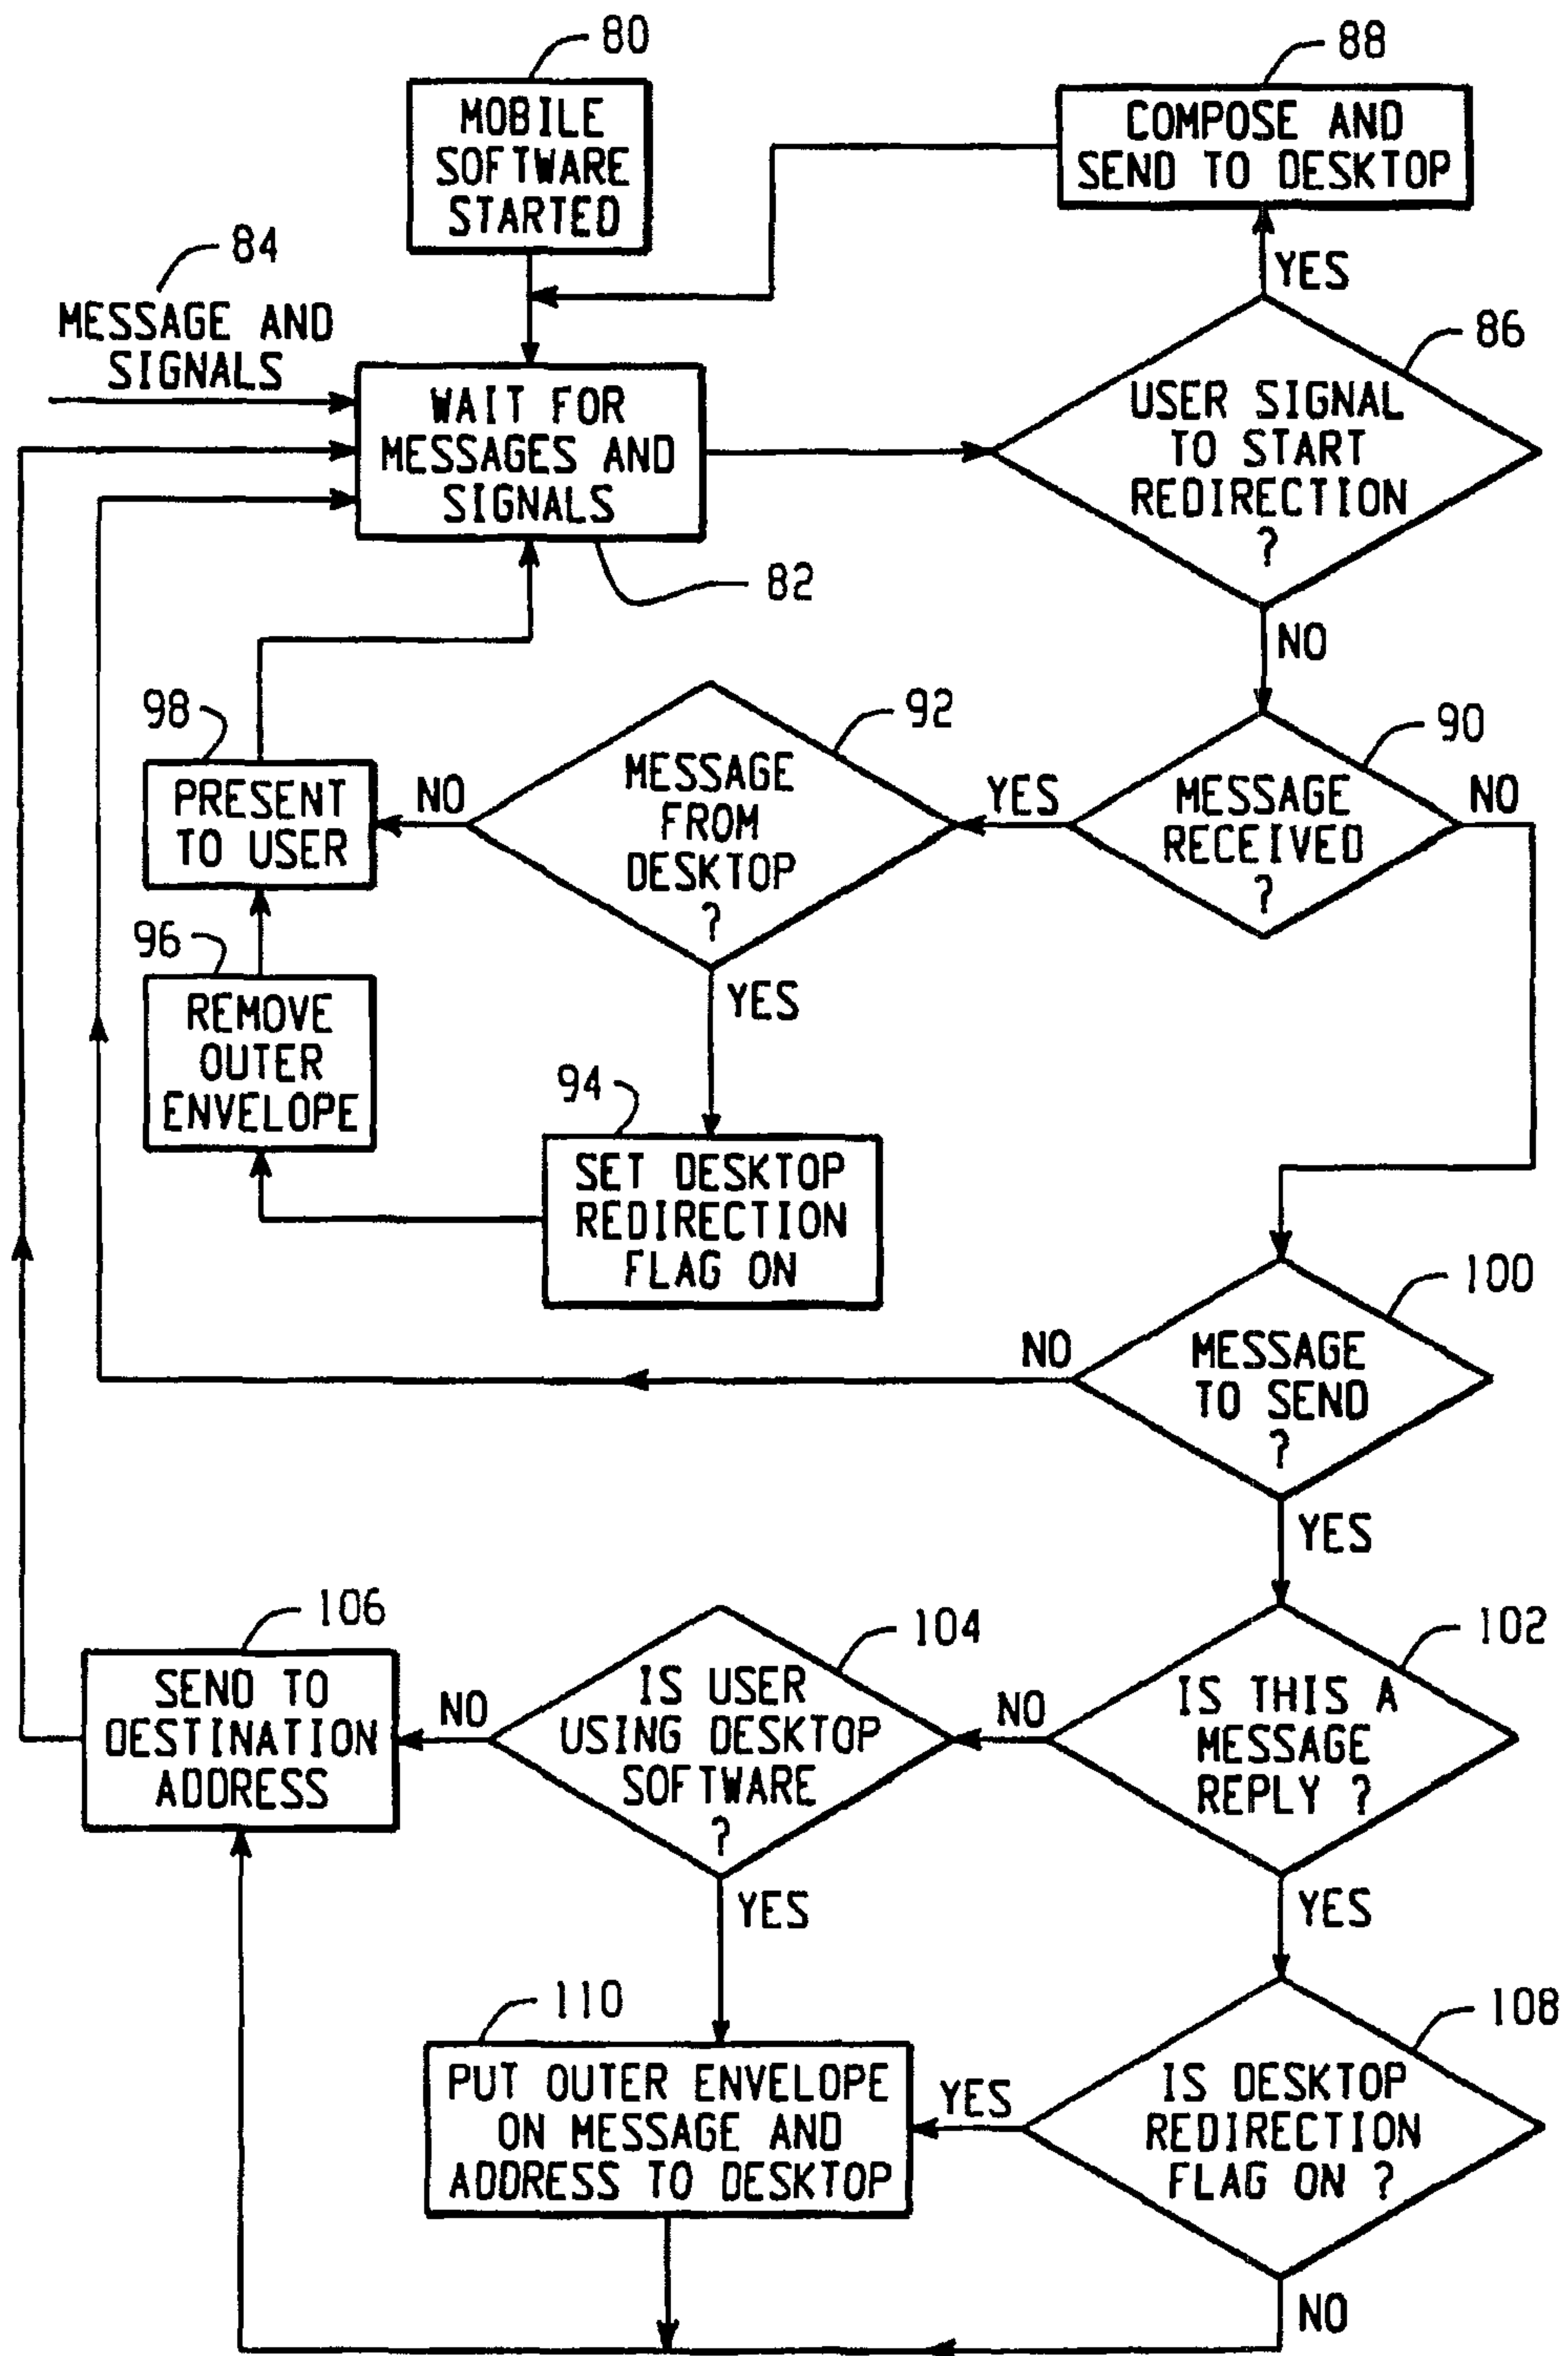 80
MOBILE
SOFTWARE
STARTED
88
COMPOSE AND
SEND TO DESKTOP
84
MESSAGE AND
SIGNALS
YES
86
USER SIGNAL
TO START
REDIRECTION
?
WAIT FOR
MESSAGES AND
SIGNALS
82
NO
98
PRESENT
TO USER
NO
92
MESSAGE
FROM
DESKTOP
?
YES
90
MESSAGE
RECEIVED
?
NO
96
REMOVE
OUTER
ENVELOPE
YES
94
SET DESKTOP
REDIRECTION
FLAG ON
100
NO
MESSAGE
TO SEND
?
YES
106
SEND TO
DESTINATION
ADDRESS
NO
104
IS USER
USING DESKTOP
SOFTWARE
?
NO
102
IS THIS A
MESSAGE
REPLY ?
YES
YES
110
PUT OUTER ENVELOPE
ON MESSAGE AND
ADDRESS TO DESKTOP
YES
108
IS DESKTOP
REDIRECTION
FLAG ON ?
NO